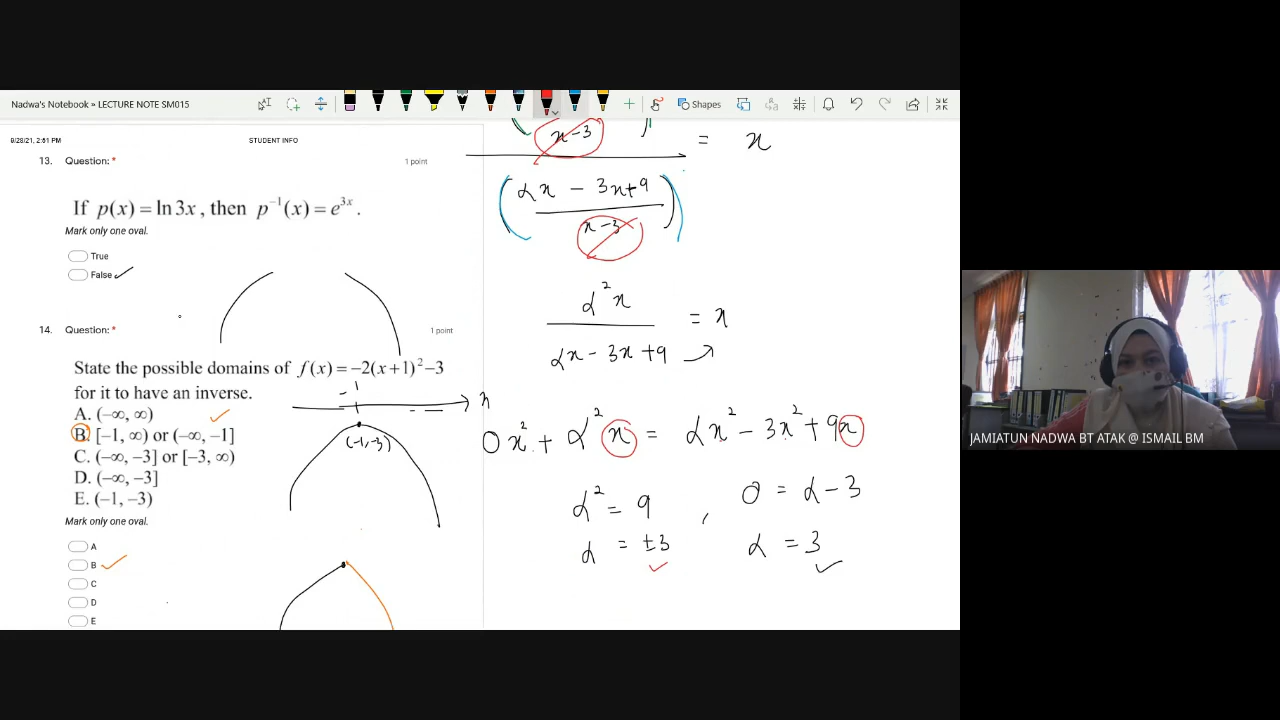 Nadwa's Notebook » LECTURE NOTE SM015
Shapes
8/28/21, 2:51 PM
STUDENT INFO
13. Question: *
1 point
If p(x) = ln 3x, then p⁻¹(x) = e³ˣ.
Mark only one oval.
True
False ✓
14. Question: *
1 point
State the possible domains of f(x) = −2(x+1)² −3
for it to have an inverse.
A. (−∞, ∞)
B. [−1, ∞) or (−∞, −1]
C. (−∞, −3] or [−3, ∞)
D. (−∞, −3]
E. (−1, −3)
Mark only one oval.
A
B ✓
C
D
E
x
(-1,-3)
x-3
= x
αx - 3x+9
x-3
α²x
= x
αx - 3x +9
0x² + α²x = αx² - 3x² + 9x
α² = 9 , 0 = α - 3
α = ±3
α = 3
JAMIATUN NADWA BT ATAK @ ISMAIL BM